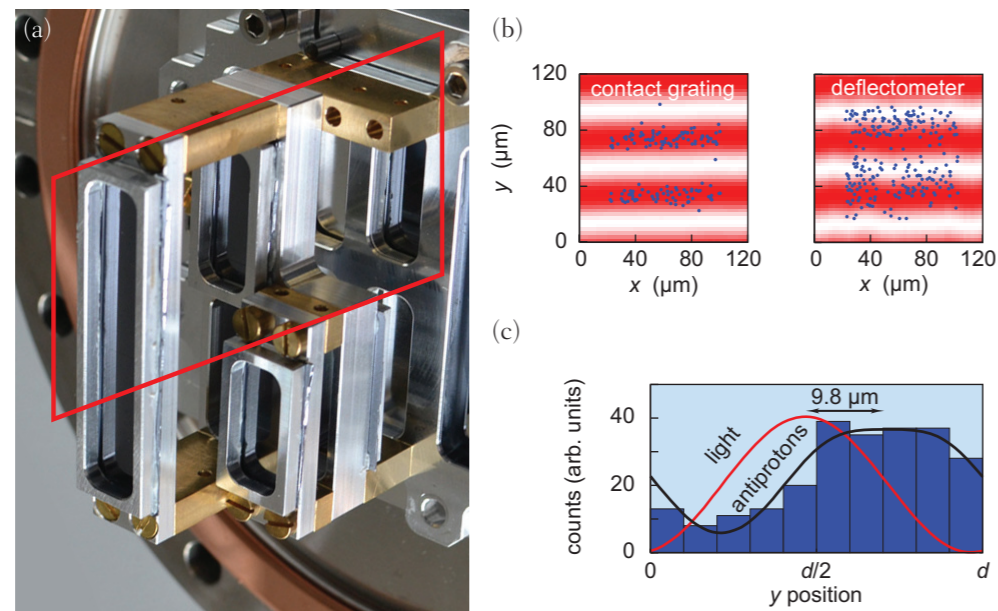 (a)
(b)
contact grating
deflectometer
y (μm)
120
80
40
0
0 40 80 120
x (μm)
0 40 80 120
x (μm)
(c)
counts (arb. units)
40
20
0
9.8 μm
light
antiprotons
0 d/2 d
y position